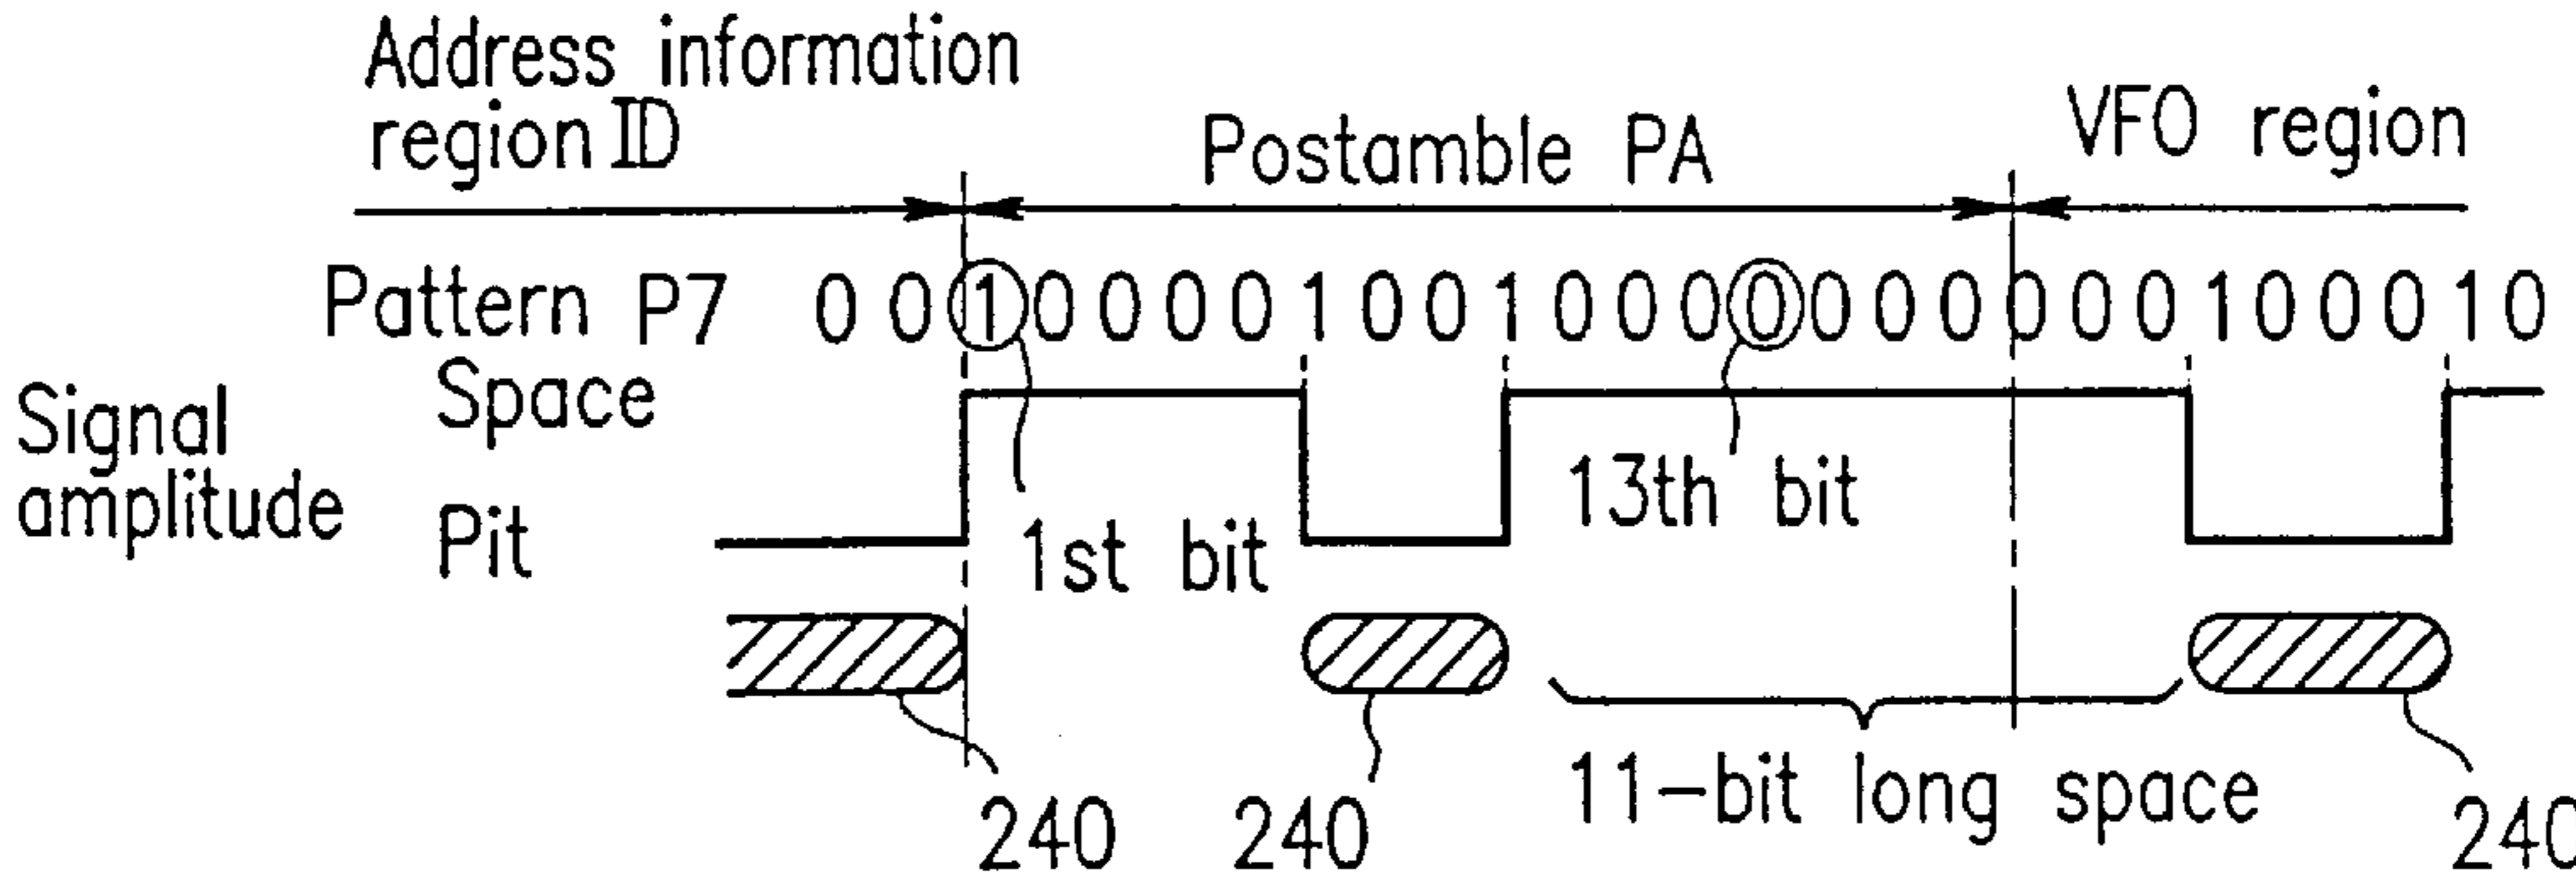 Address information
region ID
Postamble PA
VFO region
Pattern P7 0 0 1 0 0 0 0 1 0 0 1 0 0 0 0 0 0 0 0 0 0 1 0 0 0 1 0
Space
Signal
amplitude
Pit
1st bit
13th bit
11-bit long space
240
240
240